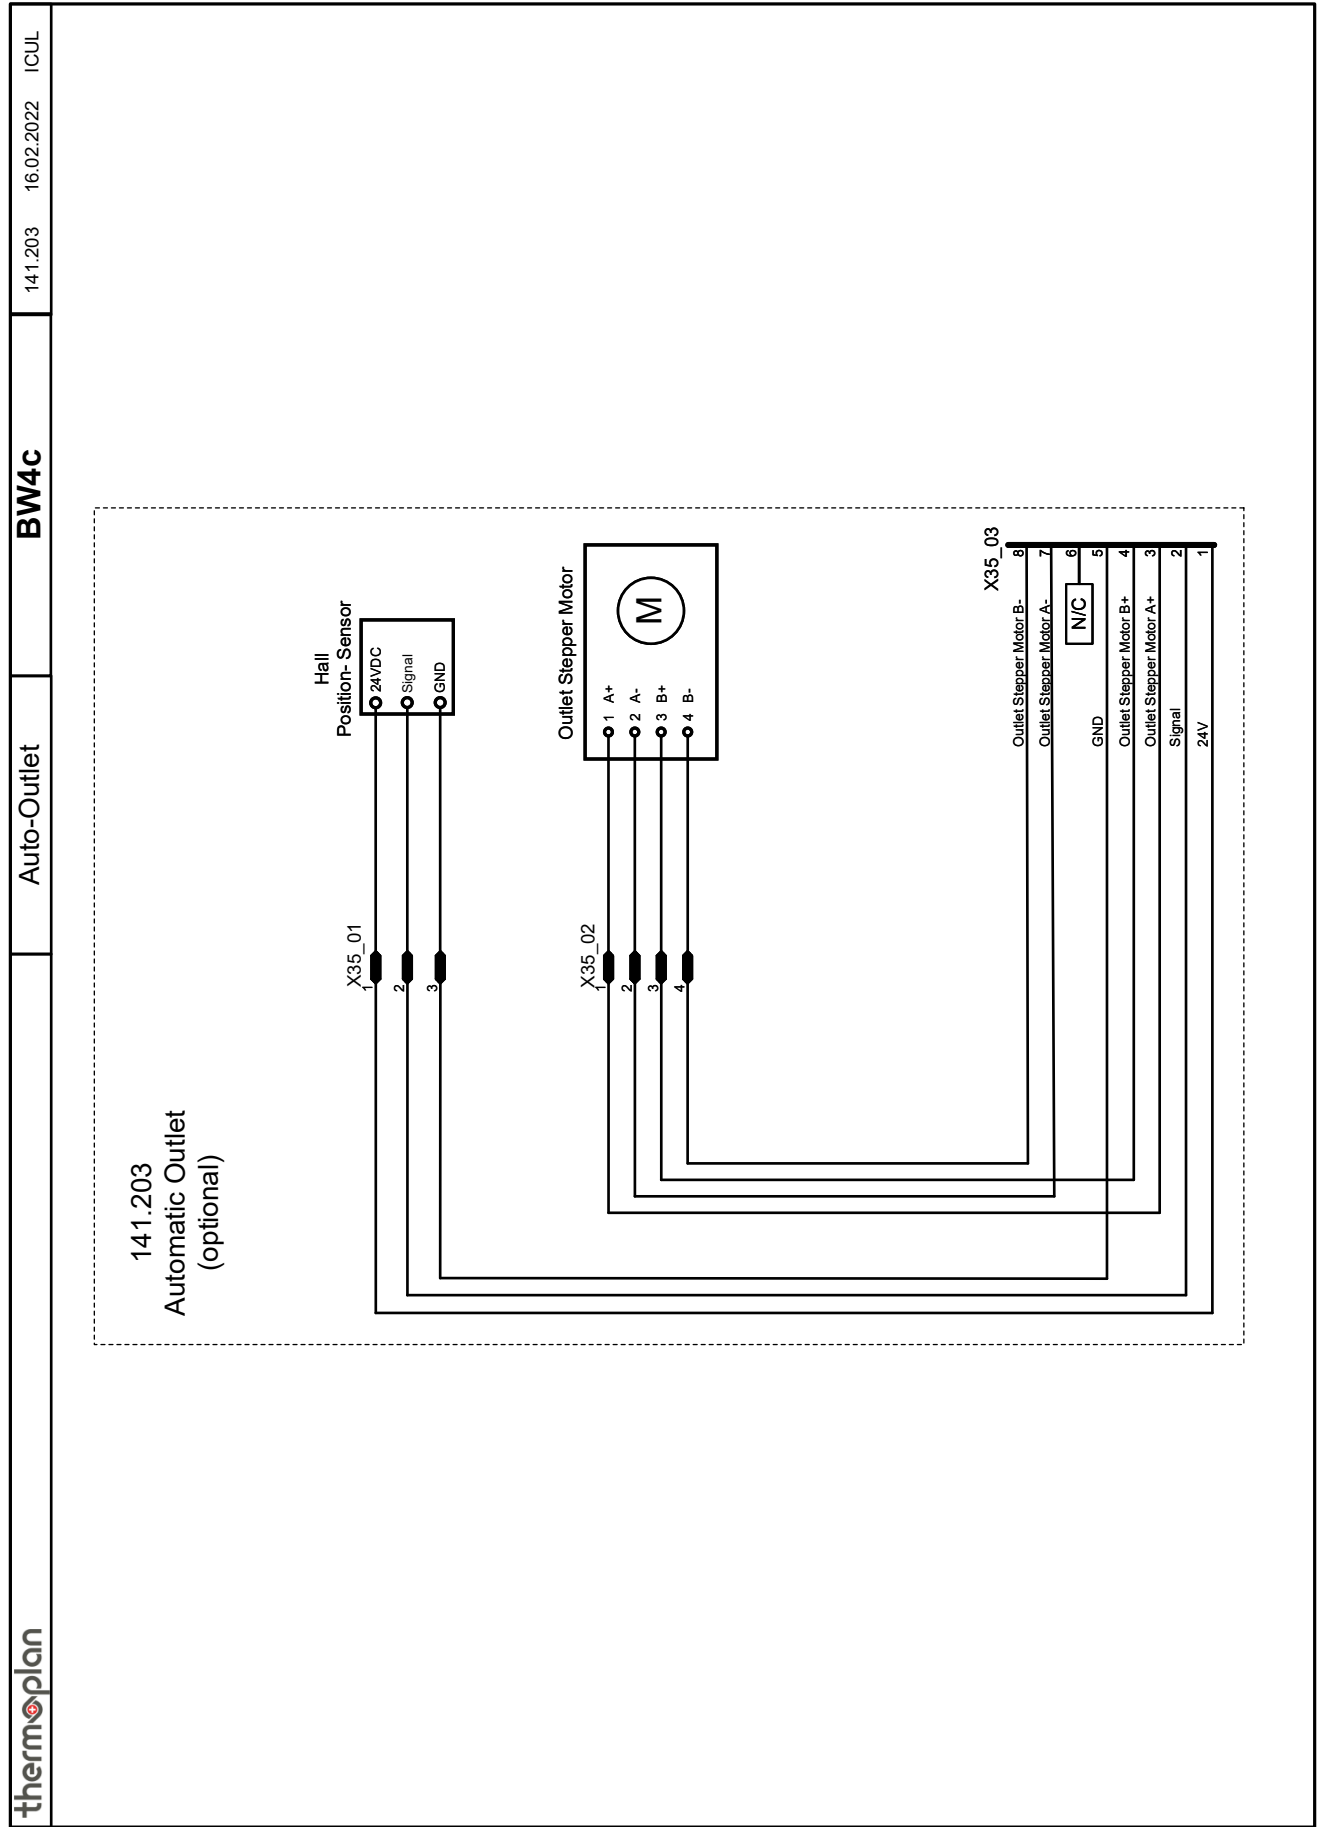 thermoplan
Auto-Outlet
BW4c
141.203 16.02.2022 ICUL
141.203
Automatic Outlet
(optional)
X35_01
1
2
3
Hall
Position- Sensor
24VDC
Signal
GND
X35_02
1
2
3
4
Outlet Stepper Motor
1 A+
2 A-
3 B+
4 B-
M
X35_03
Outlet Stepper Motor B- 8
Outlet Stepper Motor A- 7
N/C 6
GND 5
Outlet Stepper Motor B+ 4
Outlet Stepper Motor A+ 3
Signal 2
24V 1